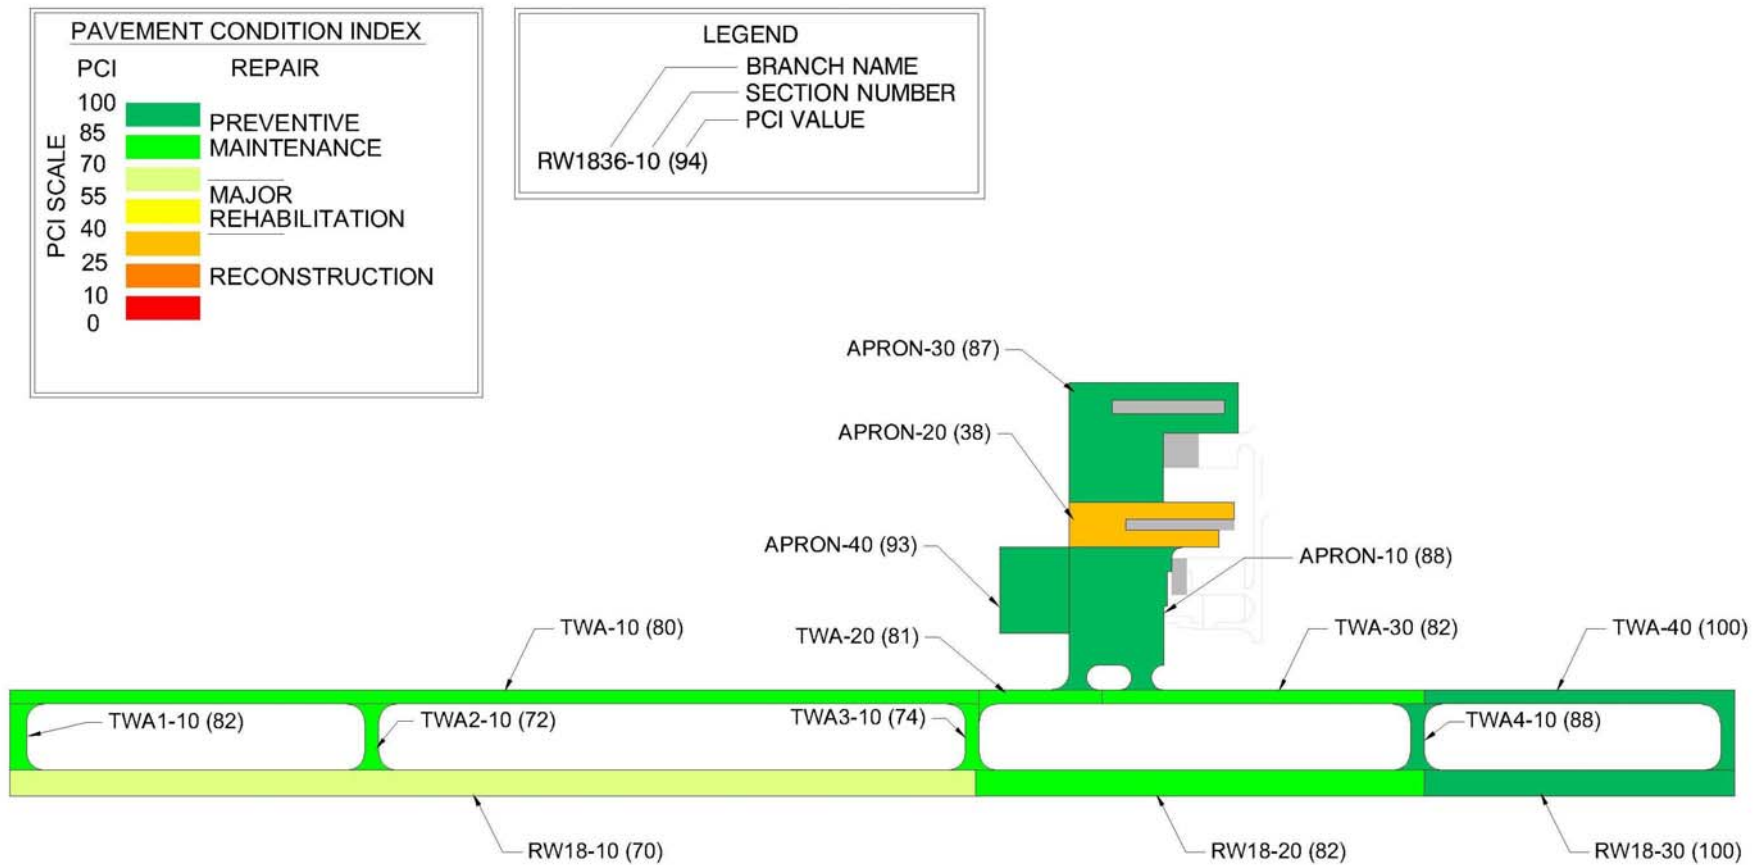 PAVEMENT CONDITION INDEX
PCI REPAIR
PCI SCALE
100
85
70
55
40
25
10
0
PREVENTIVE
MAINTENANCE
MAJOR
REHABILITATION
RECONSTRUCTION
LEGEND
BRANCH NAME
SECTION NUMBER
PCI VALUE
RW1836-10 (94)
APRON-30 (87)
APRON-20 (38)
APRON-40 (93)
APRON-10 (88)
TWA-10 (80)
TWA-20 (81)
TWA-30 (82)
TWA-40 (100)
TWA1-10 (82)
TWA2-10 (72)
TWA3-10 (74)
TWA4-10 (88)
RW18-10 (70)
RW18-20 (82)
RW18-30 (100)